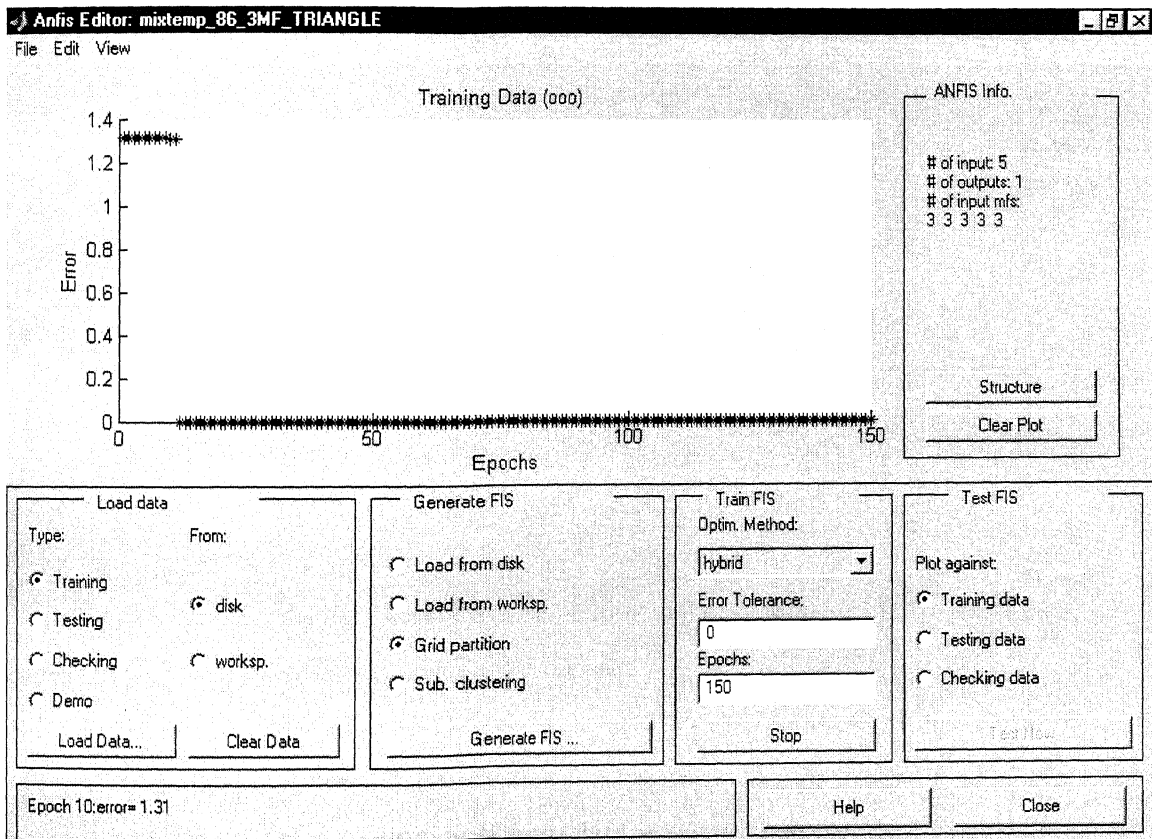 Anfis Editor: mixtemp_86_3MF_TRIANGLE
File Edit View
Training Data (ooo)
1.4
1.2
1
0.8
0.6
0.4
0.2
0
Error
0 50 100 150
Epochs
ANFIS Info.
# of input: 5
# of outputs: 1
# of input mfs:
3 3 3 3 3
Structure
Clear Plot
Load data
Type:
From:
Training
Testing
Checking
Demo
disk
worksp.
Load Data...
Clear Data
Generate FIS
Load from disk
Load from worksp.
Grid partition
Sub. clustering
Generate FIS ...
Train FIS
Optim. Method:
hybrid
Error Tolerance:
0
Epochs:
150
Stop
Test FIS
Plot against:
Training data
Testing data
Checking data
Epoch 10:error= 1.31
Help
Close